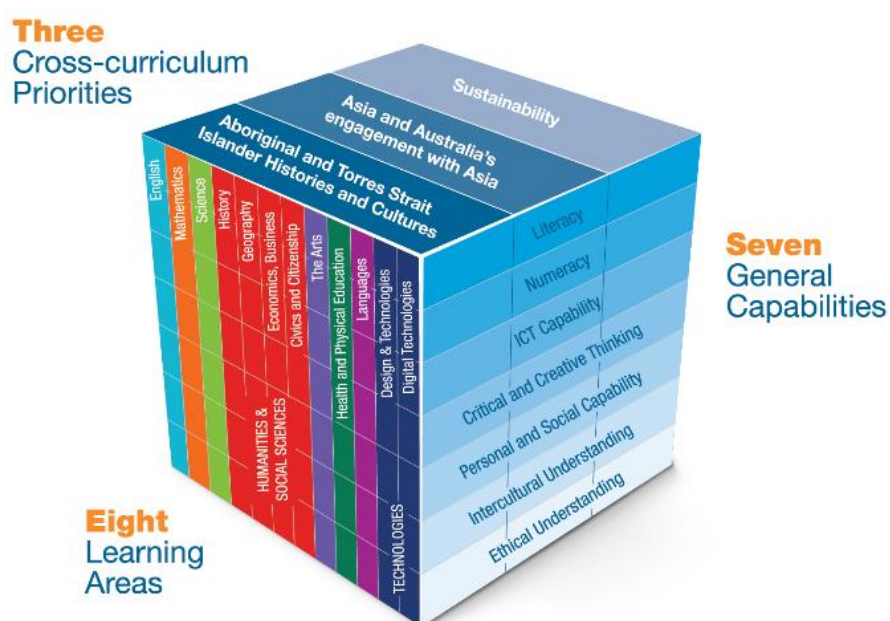 Three
Cross-curriculum
Priorities
Sustainability
Asia and Australia's
engagement with Asia
Aboriginal and Torres Strait
Islander Histories and Cultures
English
Mathematics
Science
History
Geography
Economics, Business
Civics and Citizenship
The Arts
Health and Physical Education
Languages
Design & Technologies
Digital Technologies
HUMANITIES &
SOCIAL SCIENCES
TECHNOLOGIES
Literacy
Numeracy
ICT Capability
Critical and Creative Thinking
Personal and Social Capability
Intercultural Understanding
Ethical Understanding
Seven
General
Capabilities
Eight
Learning
Areas